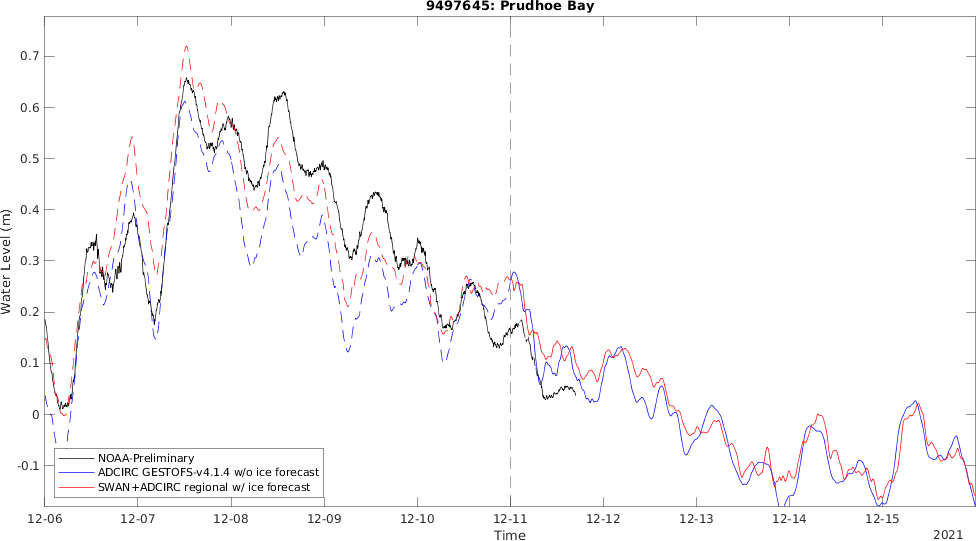 9497645: Prudhoe Bay
0.7
0.6
0.5
0.4
0.3
0.2
0.1
0
-0.1
Water Level (m)
NOAA-Preliminary
ADCIRC GESTOFS-v4.1.4 w/o ice forecast
SWAN+ADCIRC regional w/ ice forecast
12-06 12-07 12-08 12-09 12-10 12-11 12-12 12-13 12-14 12-15
Time
2021